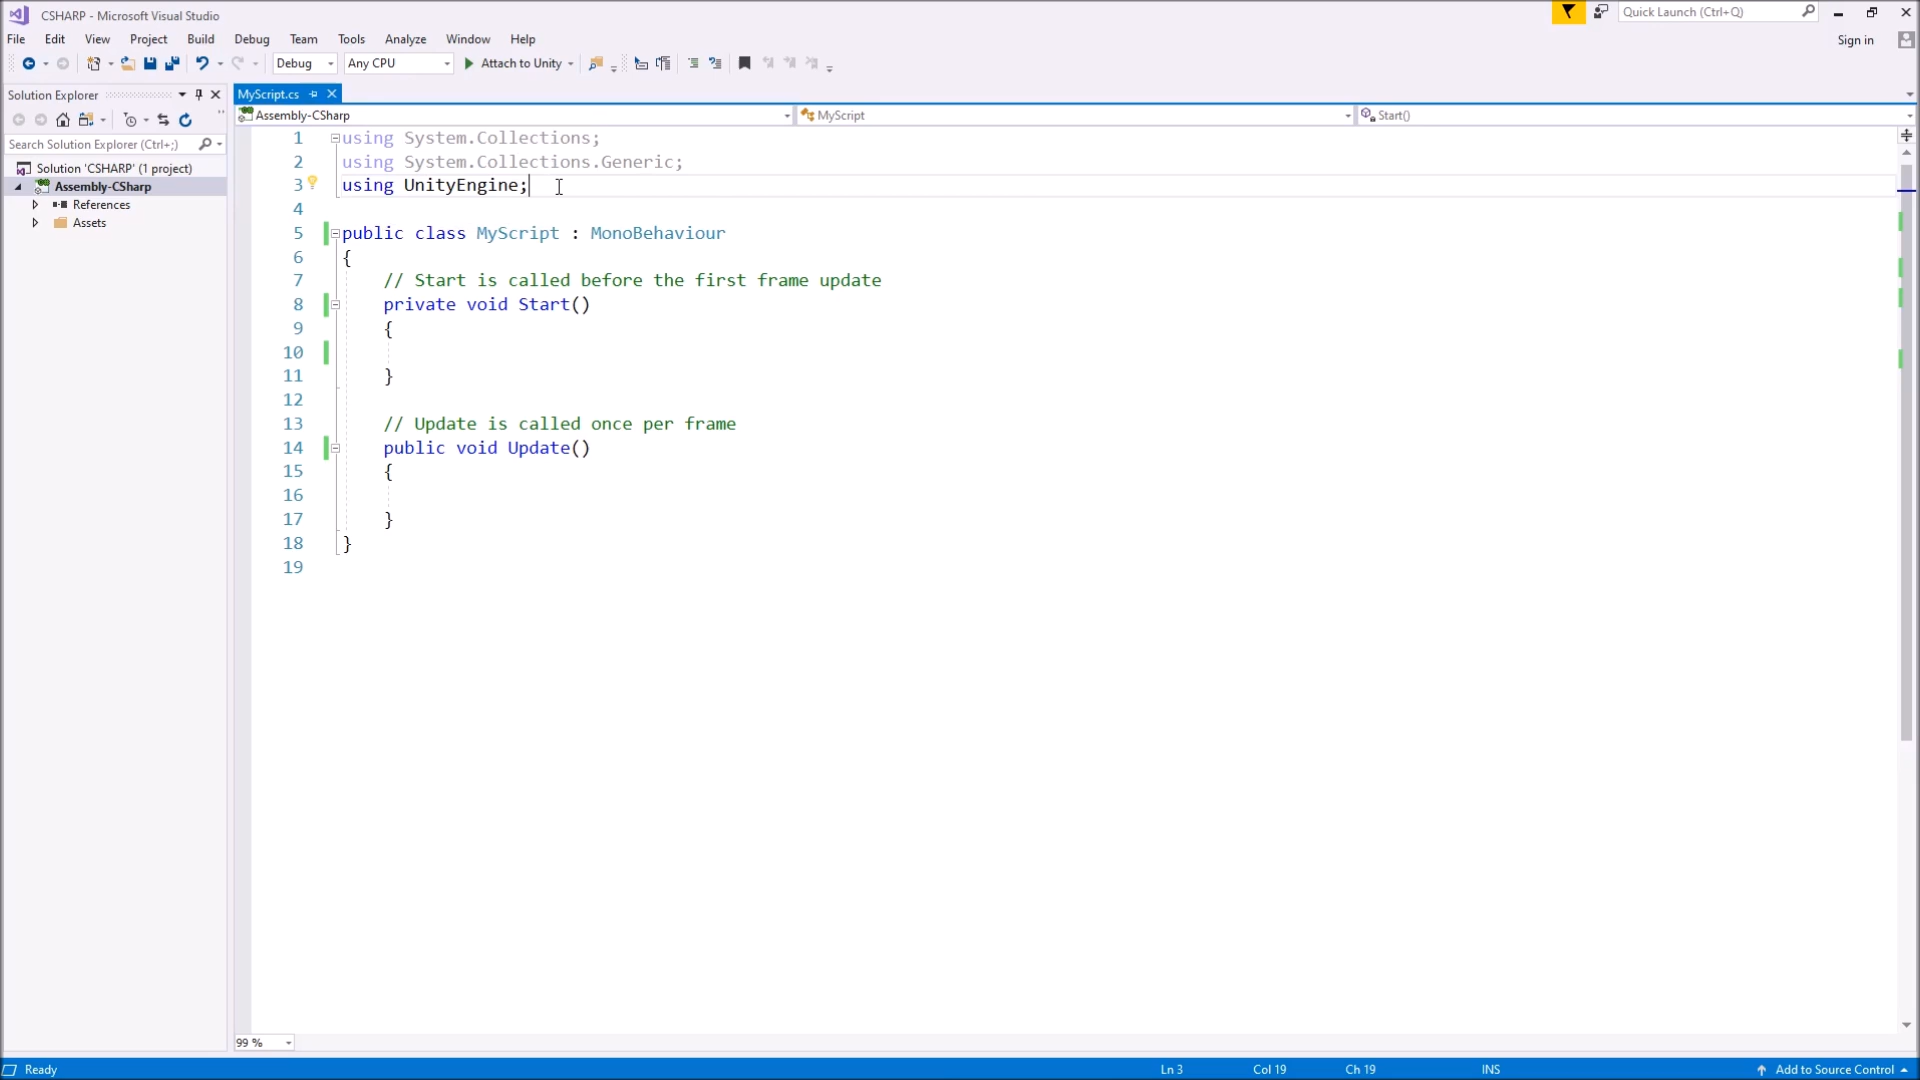 CSHARP - Microsoft Visual Studio
Quick Launch (Ctrl+Q)
File Edit View Project Build Debug Team Tools Analyze Window Help
Sign in
Debug Any CPU Attach to Unity
Solution Explorer
MyScript.cs
Assembly-CSharp MyScript Start()
Search Solution Explorer (Ctrl+;)
Solution 'CSHARP' (1 project)
Assembly-CSharp
References
Assets
1 using System.Collections;
2 using System.Collections.Generic;
3 using UnityEngine;
4
5 public class MyScript : MonoBehaviour
6 {
7 // Start is called before the first frame update
8 private void Start()
9 {
10
11 }
12
13 // Update is called once per frame
14 public void Update()
15 {
16
17 }
18 }
19
99 %
Ready Ln 3 Col 19 Ch 19 INS Add to Source Control